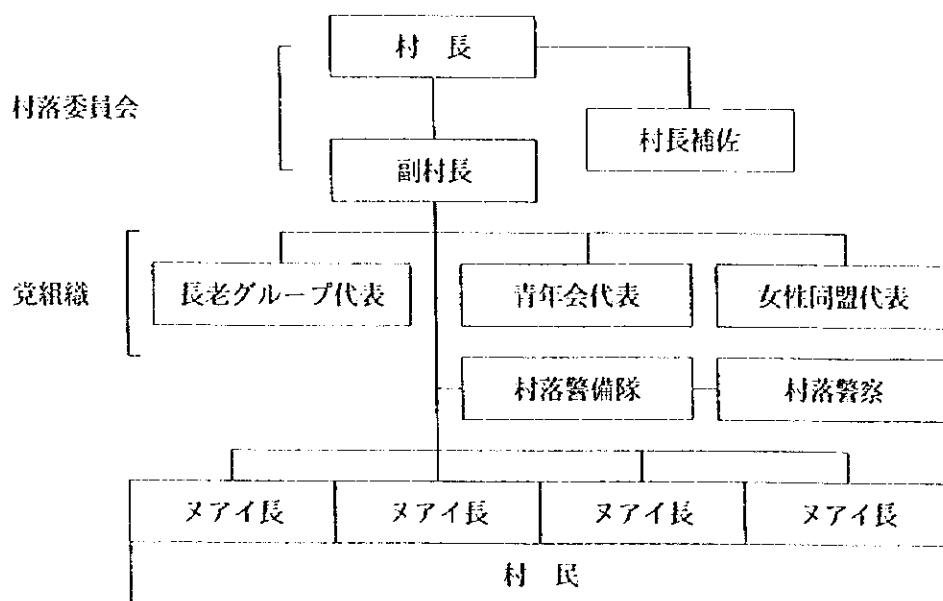 村 長
村落委員会
村長補佐
副村長
党組織
長老グループ代表
青年会代表
女性同盟代表
村落警備隊
村落警察
ヌアイ長
ヌアイ長
ヌアイ長
ヌアイ長
村 民